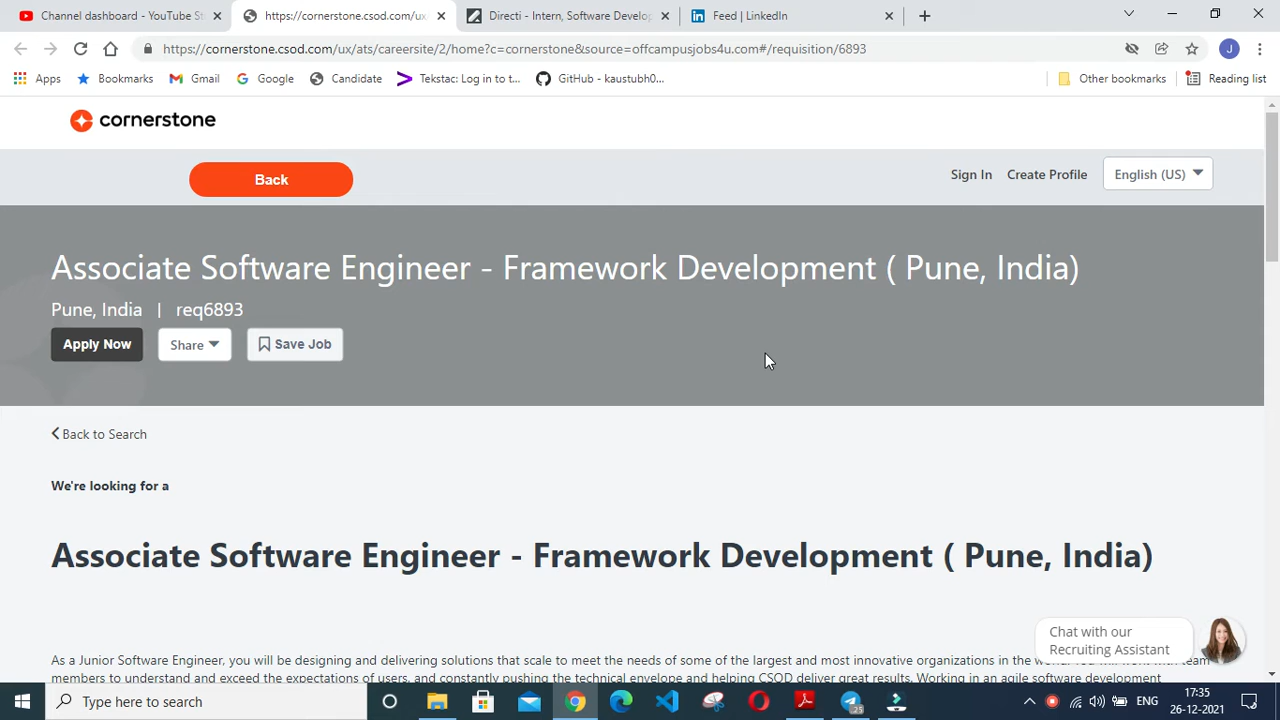 Channel dashboard - YouTube St
https://cornerstone.csod.com/ux
Directi - Intern, Software Develop
Feed | LinkedIn
https://cornerstone.csod.com/ux/ats/careersite/2/home?c=cornerstone&source=offcampusjobs4u.com#/requisition/6893
J
Apps
Bookmarks
Gmail
Google
Candidate
Tekstac: Log in to t...
GitHub - kaustubh0...
Other bookmarks
Reading list
cornerstone
Back
Sign In
Create Profile
English (US)
Associate Software Engineer - Framework Development ( Pune, India)
Pune, India | req6893
Apply Now
Share
Save Job
Back to Search
We're looking for a
Associate Software Engineer - Framework Development ( Pune, India)
Chat with our
Recruiting Assistant
As a Junior Software Engineer, you will be designing and delivering solutions that scale to meet the needs of some of the largest and most innovative organizations in the
members to understand and exceed the expectations of users, and constantly pushing the technical envelope and helping CSOD deliver great results. Working in an agile software development
Type here to search
25
ENG
17:35
26-12-2021